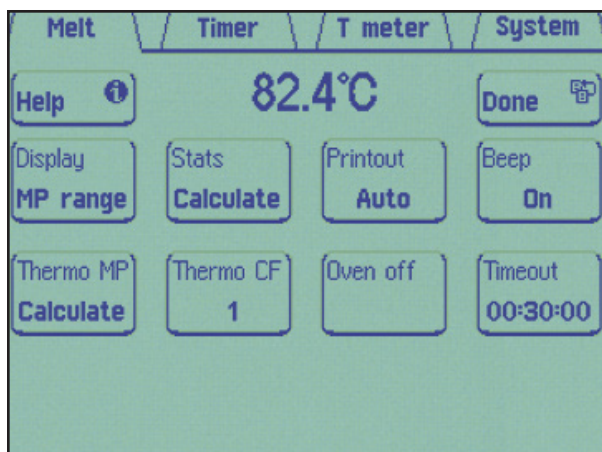 Melt Timer T meter System
Help 82.4°C Done
Display Stats Printout Beep
MP range Calculate Auto On
Thermo MP Thermo CF Oven off Timeout
Calculate 1 00:30:00